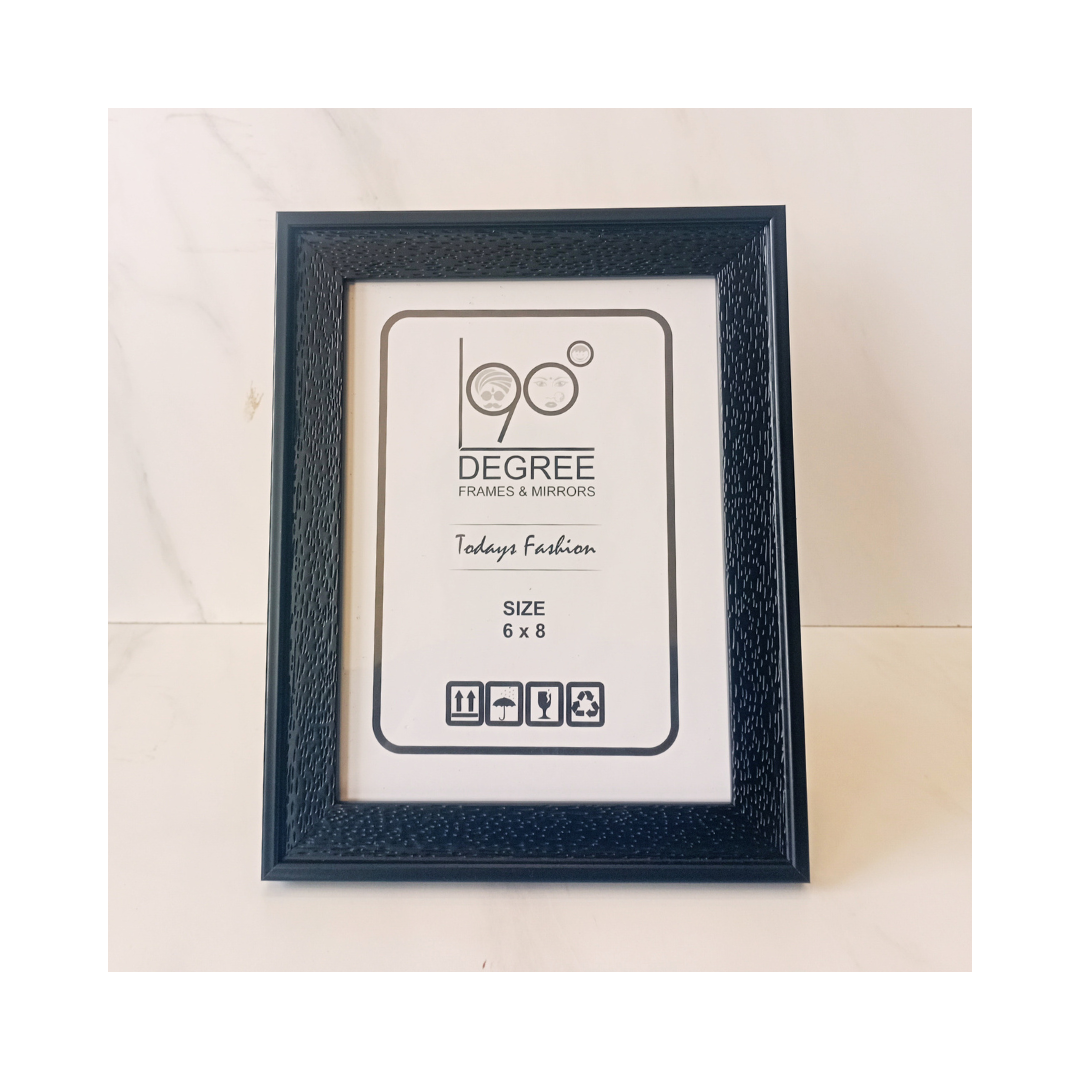 90°
DEGREE
FRAMES & MIRRORS
Todays Fashion
SIZE
6 x 8